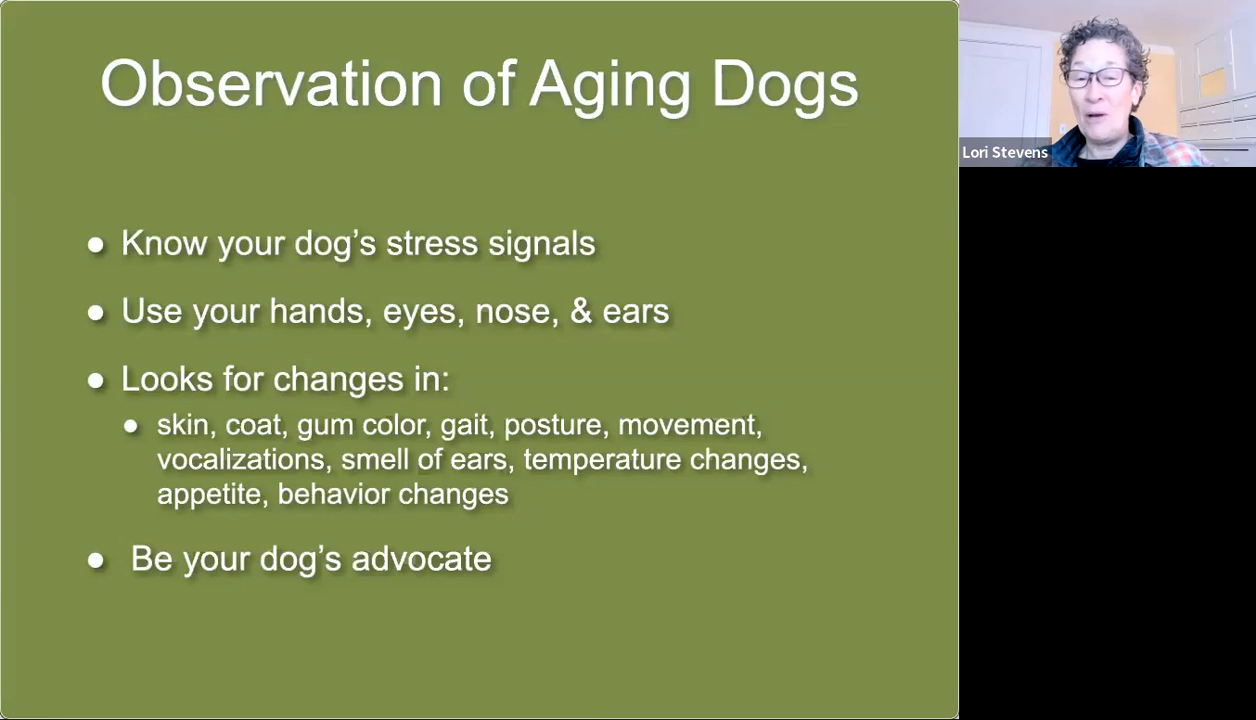 Observation of Aging Dogs
Lori Stevens
● Know your dog’s stress signals
● Use your hands, eyes, nose, & ears
● Looks for changes in:
● skin, coat, gum color, gait, posture, movement,
vocalizations, smell of ears, temperature changes,
appetite, behavior changes
● Be your dog’s advocate